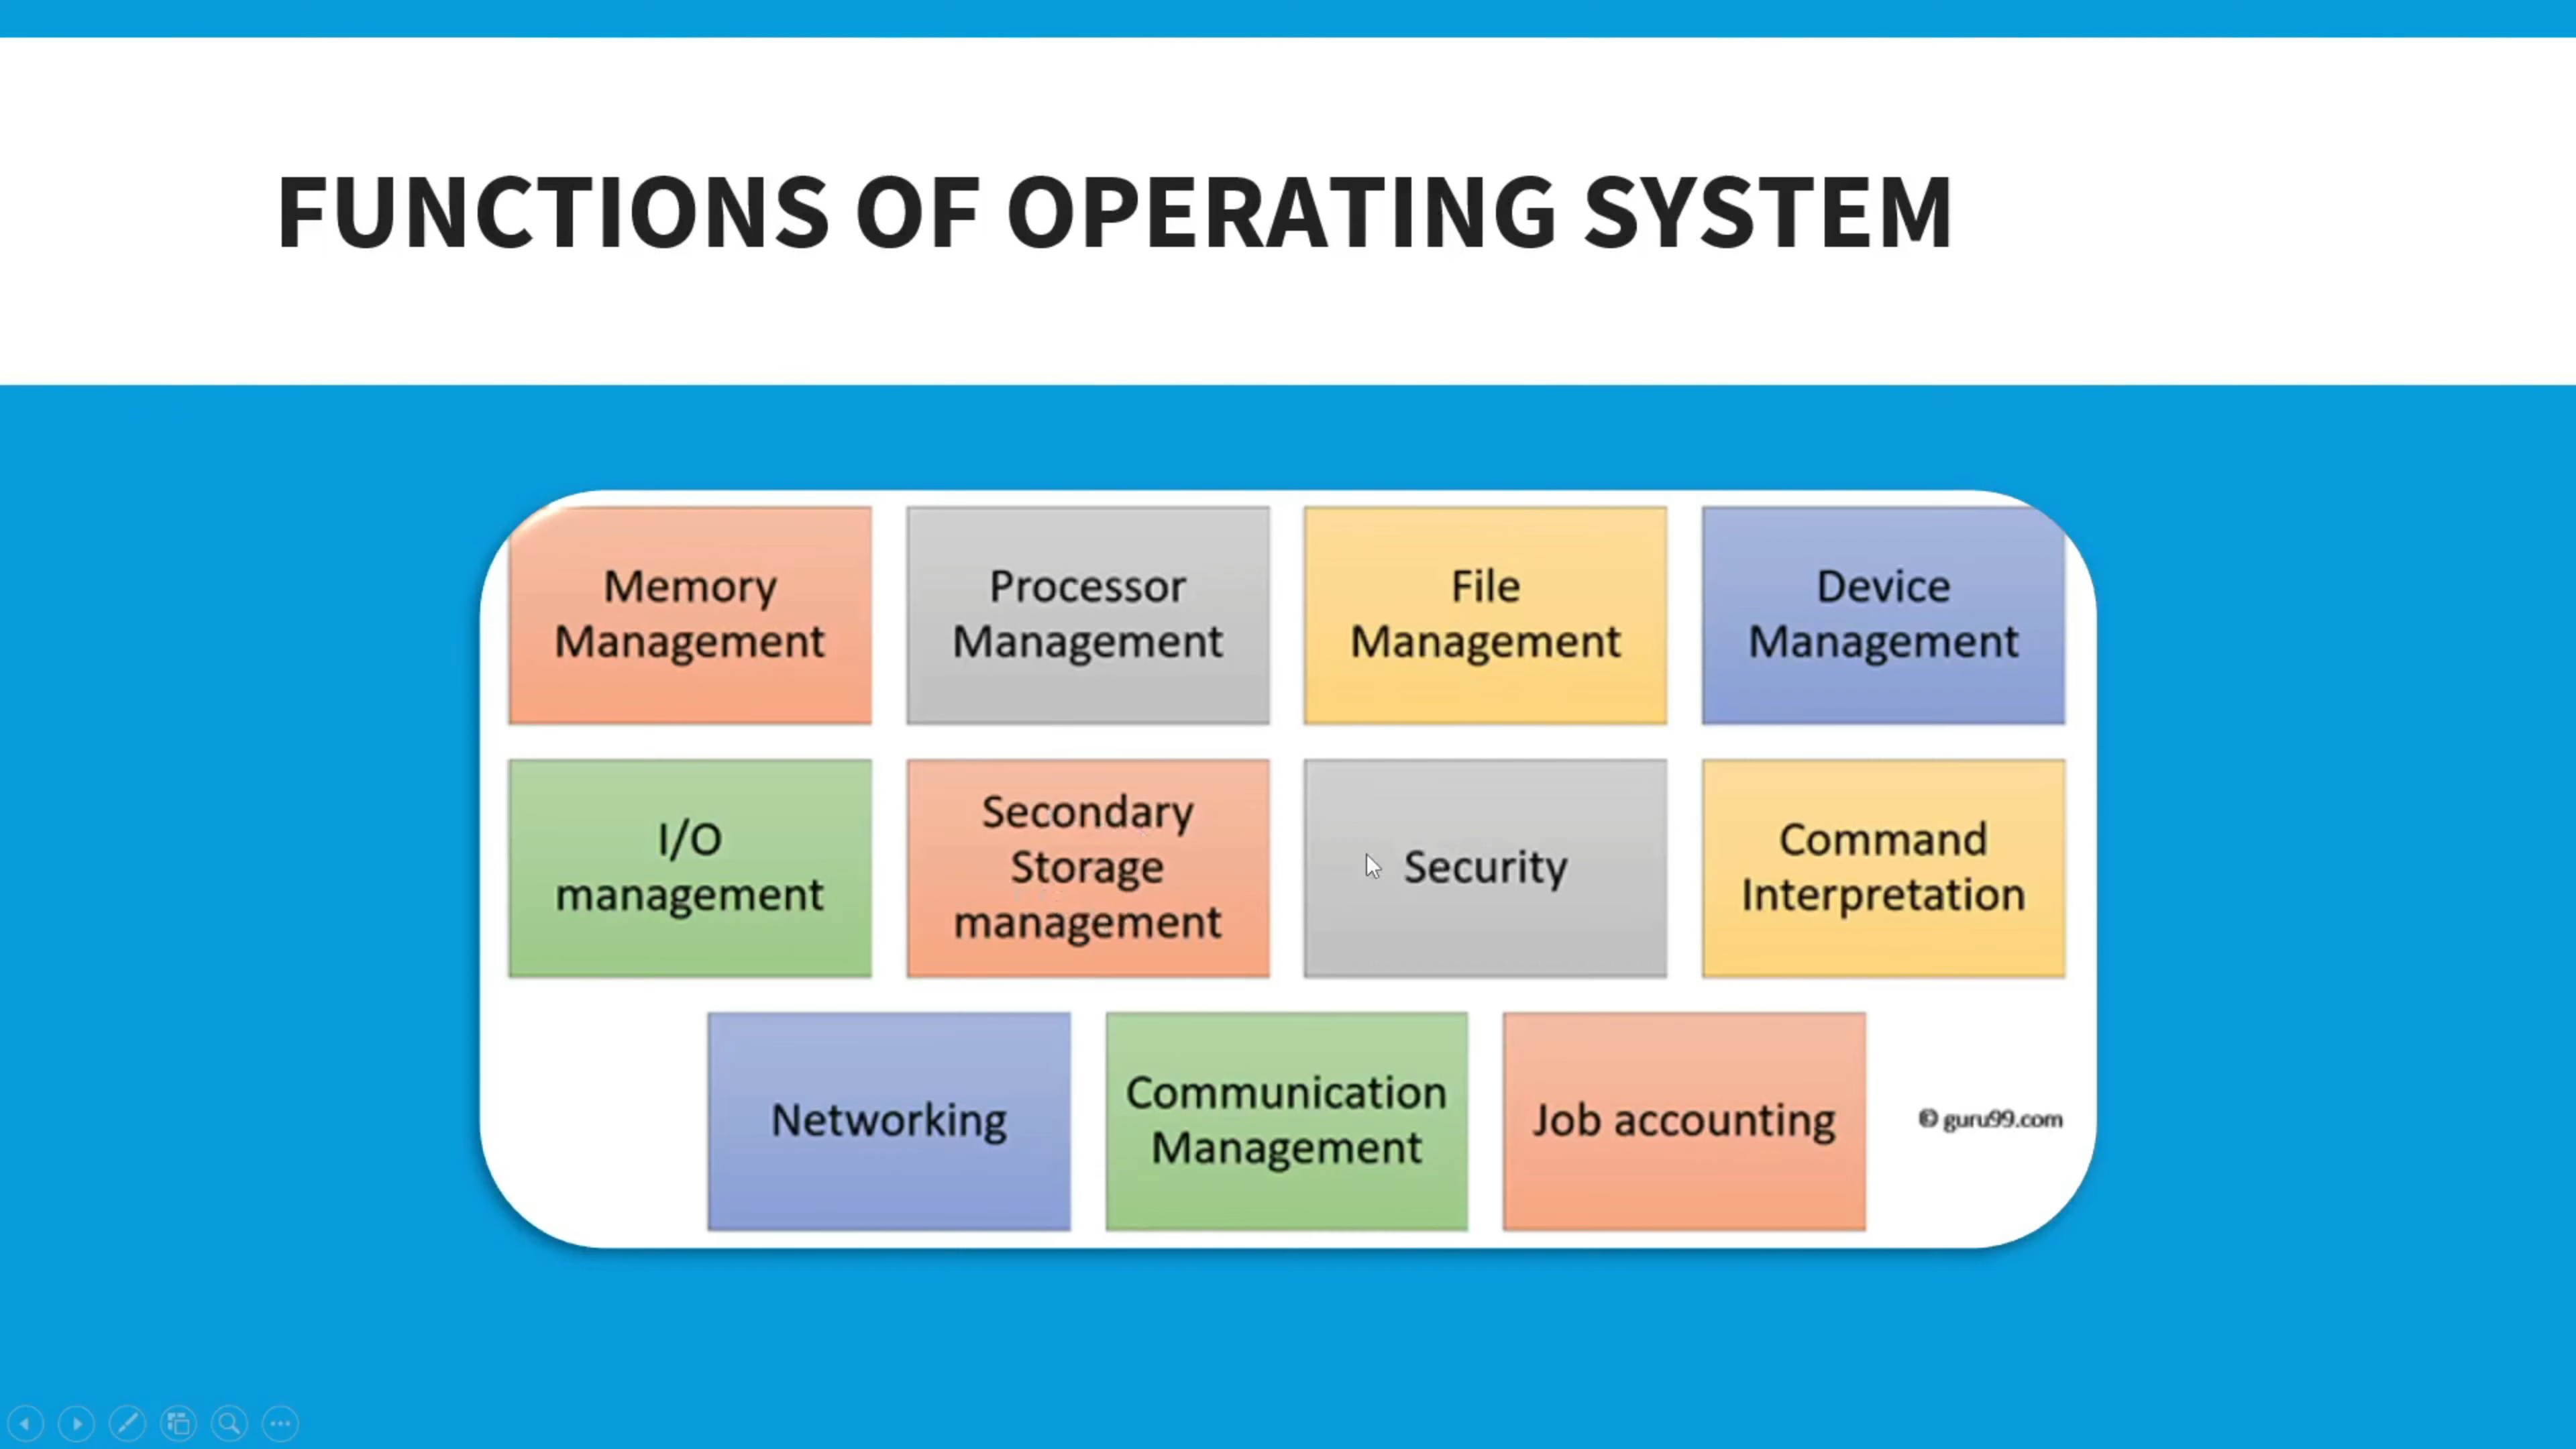 FUNCTIONS OF OPERATING SYSTEM
Memory
Management
Processor
Management
File
Management
Device
Management
I/O
management
Secondary
Storage
management
Security
Command
Interpretation
Networking
Communication
Management
Job accounting
© guru99.com